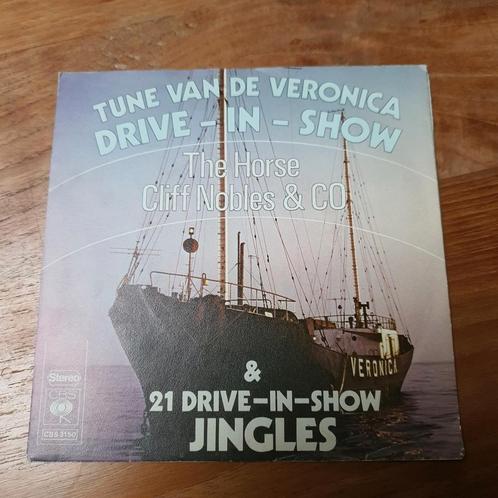 TUNE VAN DE VERONICA
DRIVE-IN-SHOW
The Horse
Cliff Nobles & CO
VERONICA
&
21 DRIVE-IN-SHOW
JINGLES
Stereo
CBS
CBS 3150